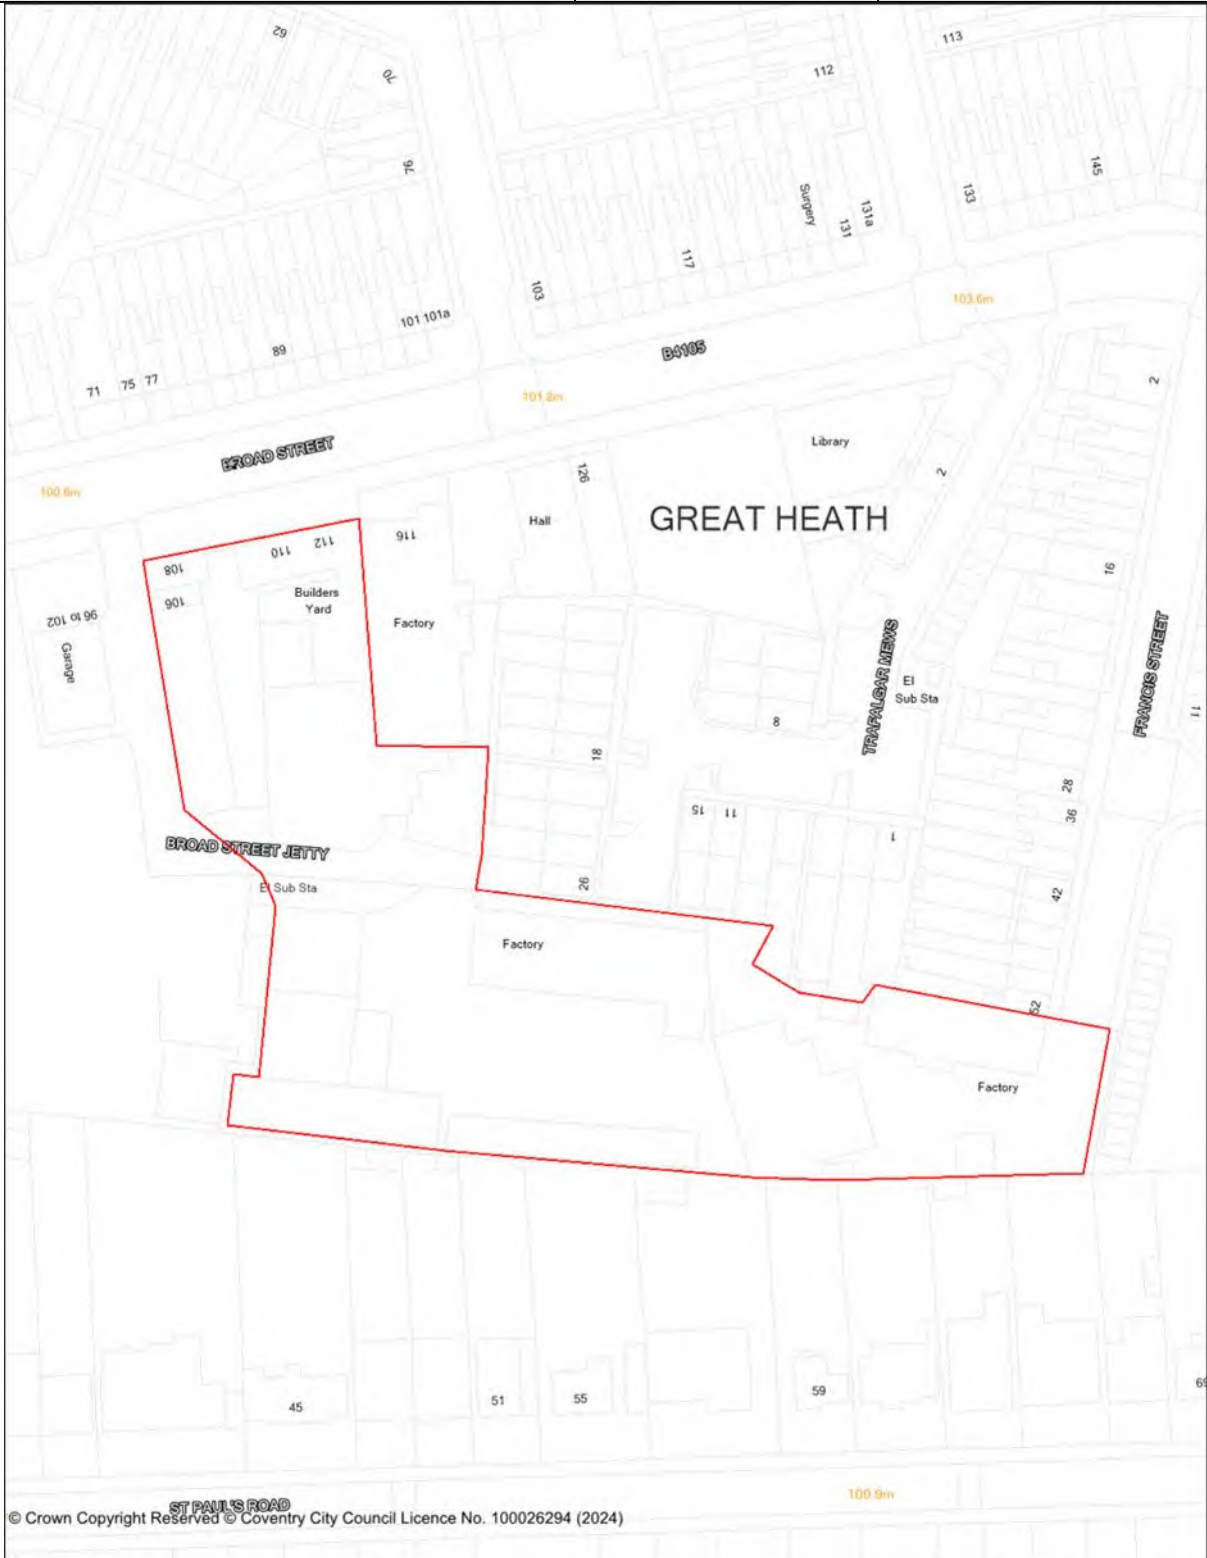 62
70
76
113
112
145
133
Surgery
131
131a
117
103
101 101a
89
71
75
77
B4105
103.6m
101.8m
BROAD STREET
100.6m
Library
2
2
126
Hall
GREAT HEATH
116
112
110
108
106
Builders
Yard
Factory
96 to 102
Garage
16
TRAFALGAR MEWS
FRANCIS STREET
El
Sub Sta
11
8
18
28
36
15
11
1
BROAD STREET JETTY
El Sub Sta
26
42
Factory
52
Factory
45
51
55
59
69
100.9m
ST PAUL'S ROAD
© Crown Copyright Reserved © Coventry City Council Licence No. 100026294 (2024)